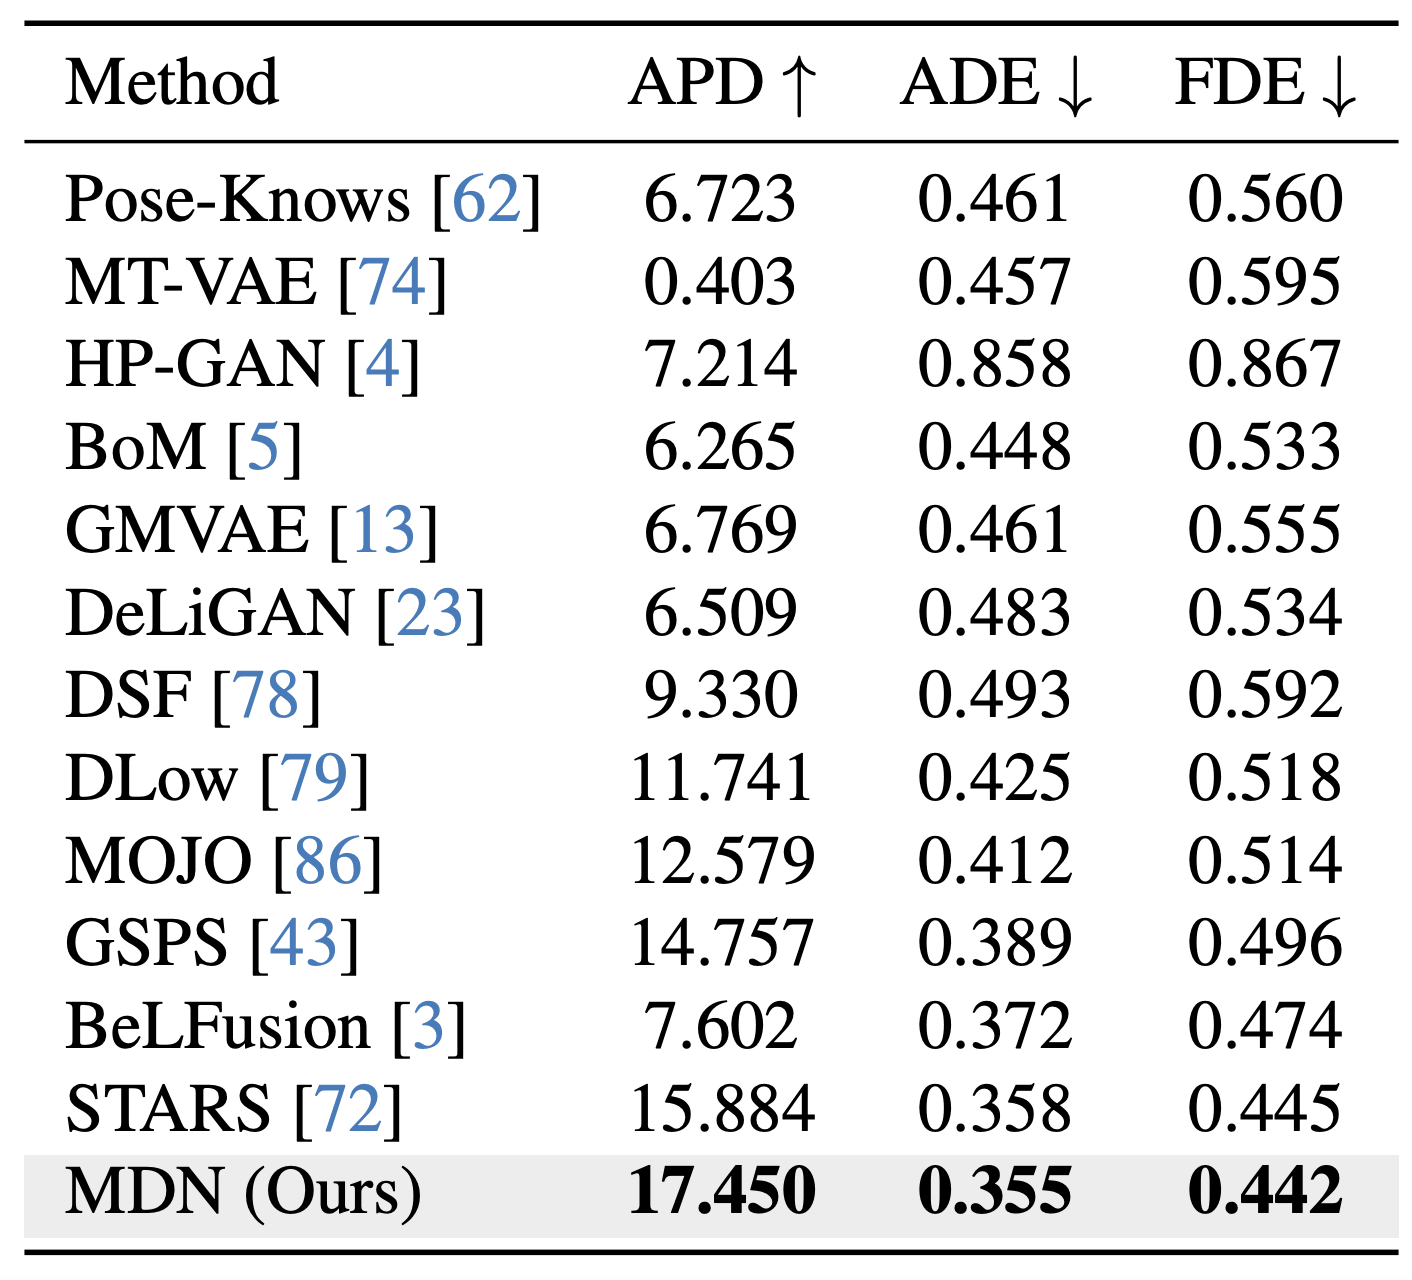 Method APD ↑ ADE ↓ FDE ↓
Pose-Knows [62] 6.723 0.461 0.560
MT-VAE [74] 0.403 0.457 0.595
HP-GAN [4] 7.214 0.858 0.867
BoM [5] 6.265 0.448 0.533
GMVAE [13] 6.769 0.461 0.555
DeLiGAN [23] 6.509 0.483 0.534
DSF [78] 9.330 0.493 0.592
DLow [79] 11.741 0.425 0.518
MOJO [86] 12.579 0.412 0.514
GSPS [43] 14.757 0.389 0.496
BeLFusion [3] 7.602 0.372 0.474
STARS [72] 15.884 0.358 0.445
MDN (Ours) 17.450 0.355 0.442